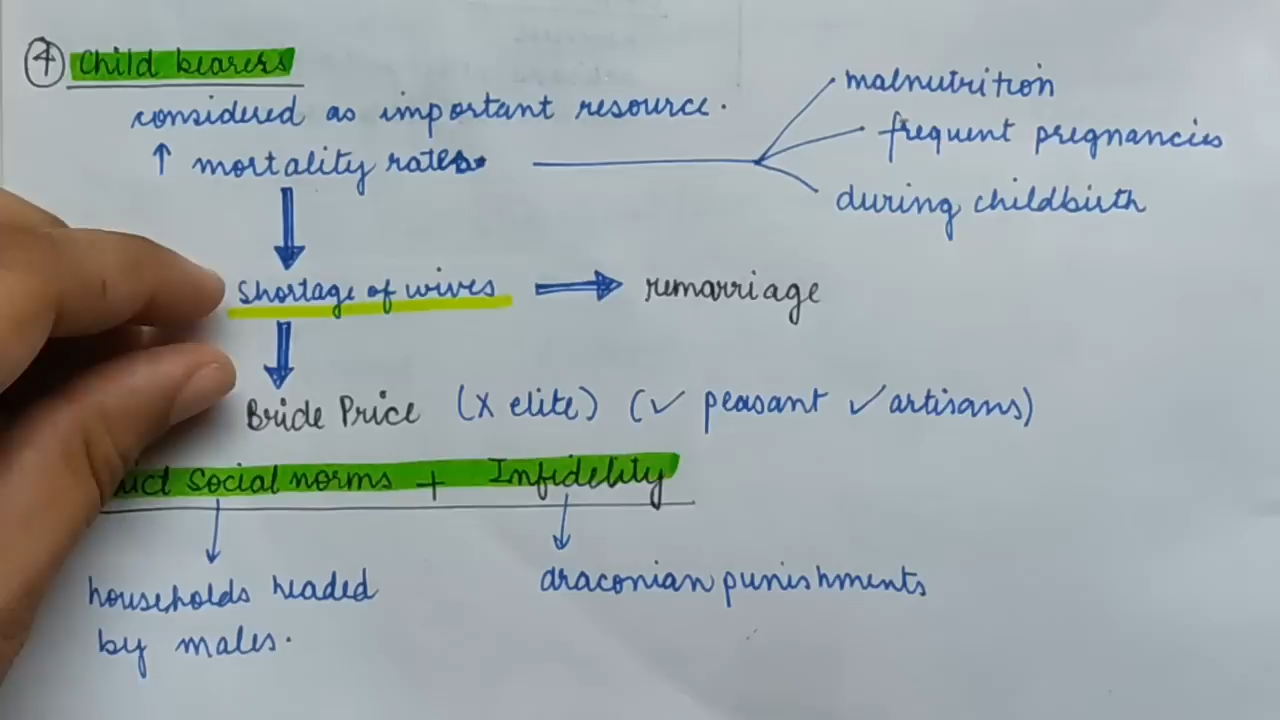 ④ Child bearers
considered as important resource.
↑ mortality rates
malnutrition
frequent pregnancies
during childbirth
Shortage of wives → remarriage
Bride Price (X elite) (✓ peasant ✓ artisans)
Social norms + Infidelity
households headed
by males.
draconian punishments